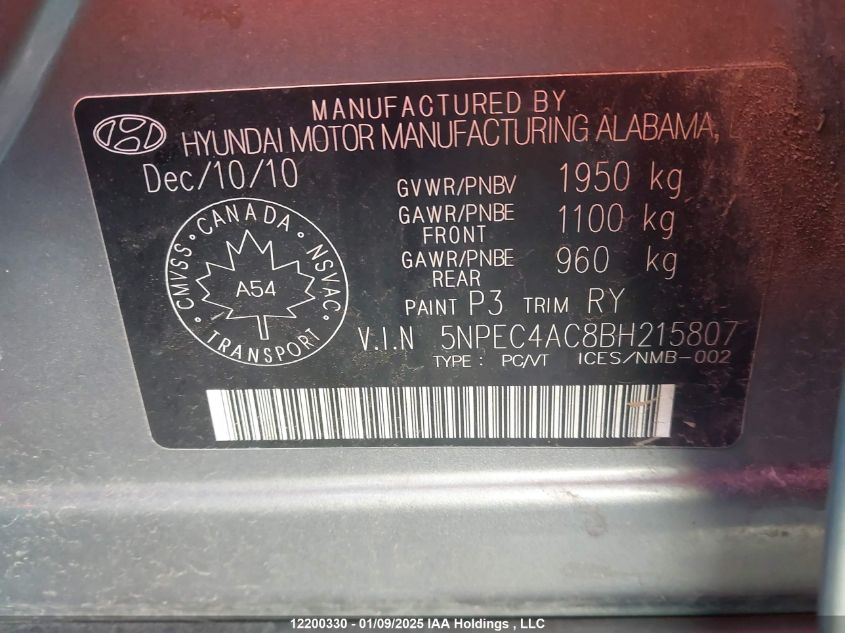 MANUFACTURED BY
HYUNDAI MOTOR MANUFACTURING ALABAMA,
Dec/10/10
GVWR/PNBV 1950 kg
GAWR/PNBE FRONT 1100 kg
GAWR/PNBE REAR 960 kg
CANADA
CMVSS NSVAC
A54
TRANSPORT
PAINT P3 TRIM RY
V.I.N 5NPEC4AC8BH215807
TYPE : PC/VT ICES/NMB-002
12200330 - 01/09/2025 IAA Holdings , LLC